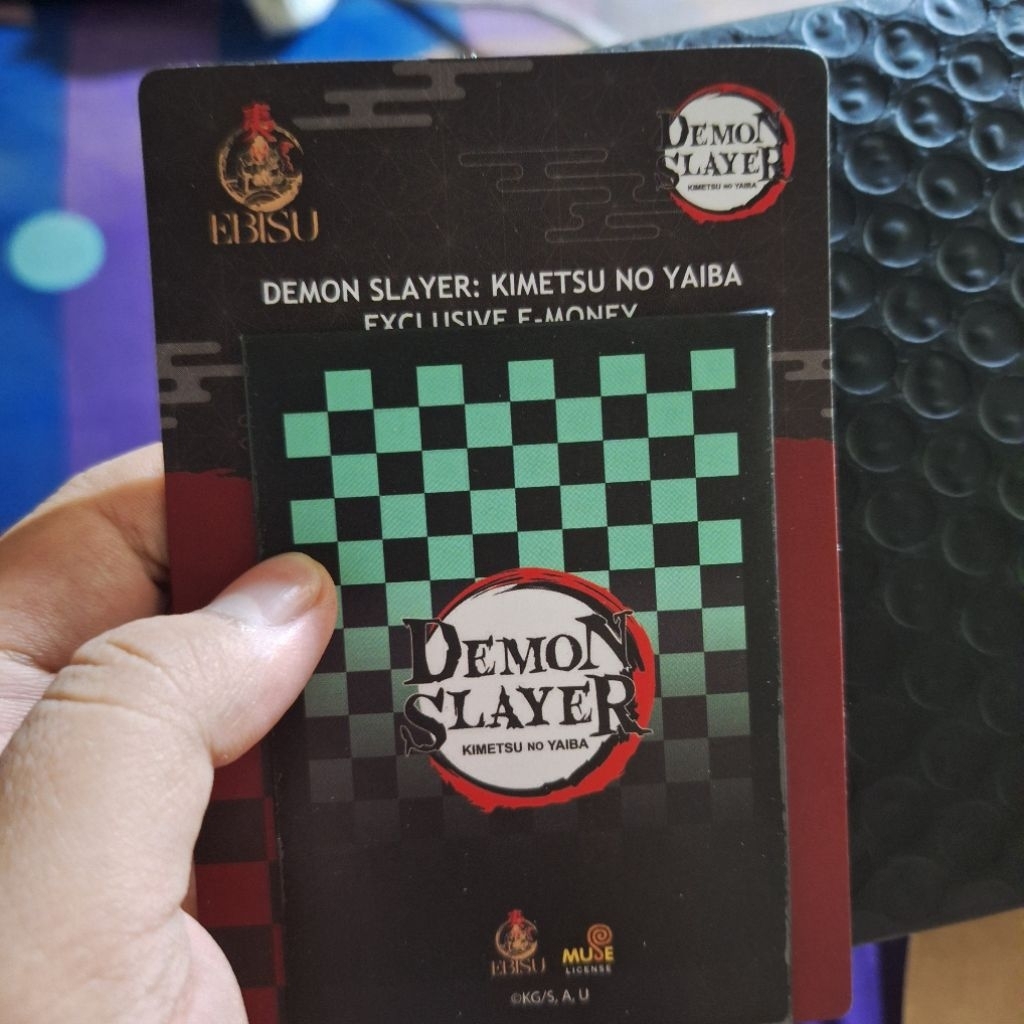 EBISU
DEMON
SLAYER
KIMETSU NO YAIBA
DEMON SLAYER: KIMETSU NO YAIBA
EXCLUSIVE E-MONEY
DEMON
SLAYER
KIMETSU NO YAIBA
EBISU
MUSE
LICENSE
©KG/S, A, U